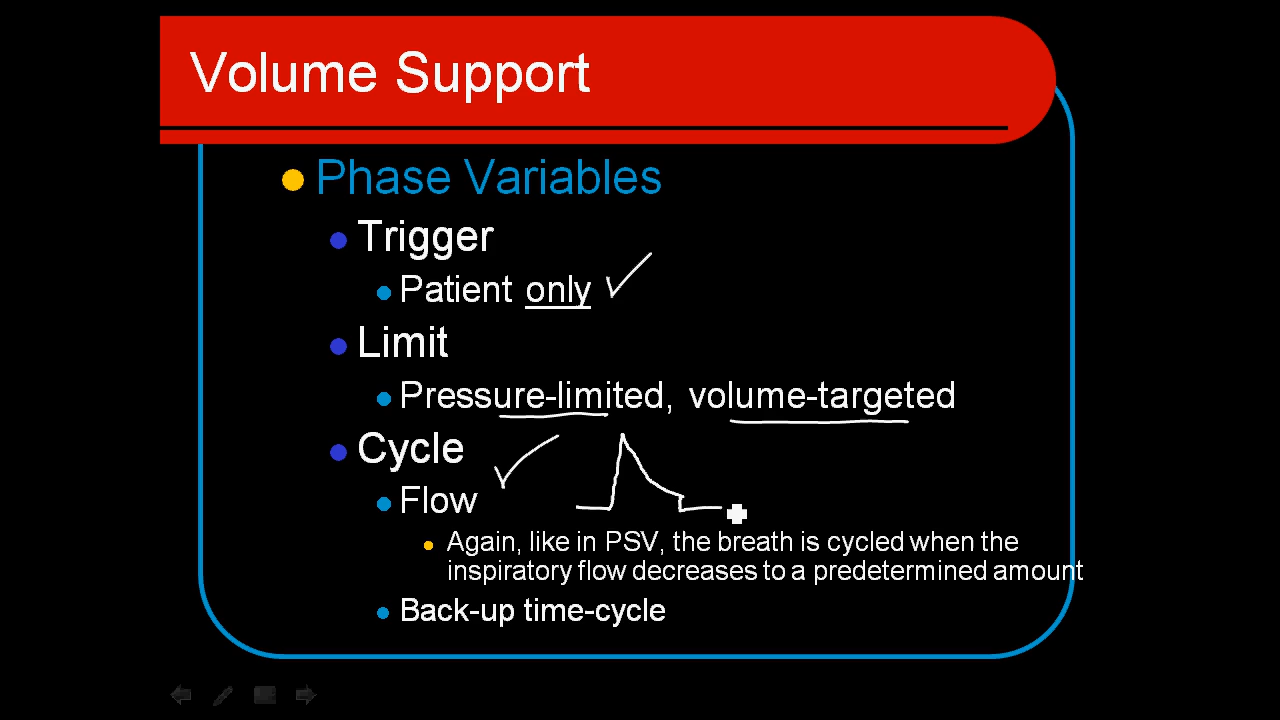 Volume Support
Phase Variables
Trigger
Patient only
Limit
Pressure-limited, volume-targeted
Cycle
Flow
Again, like in PSV, the breath is cycled when the
inspiratory flow decreases to a predetermined amount
Back-up time-cycle